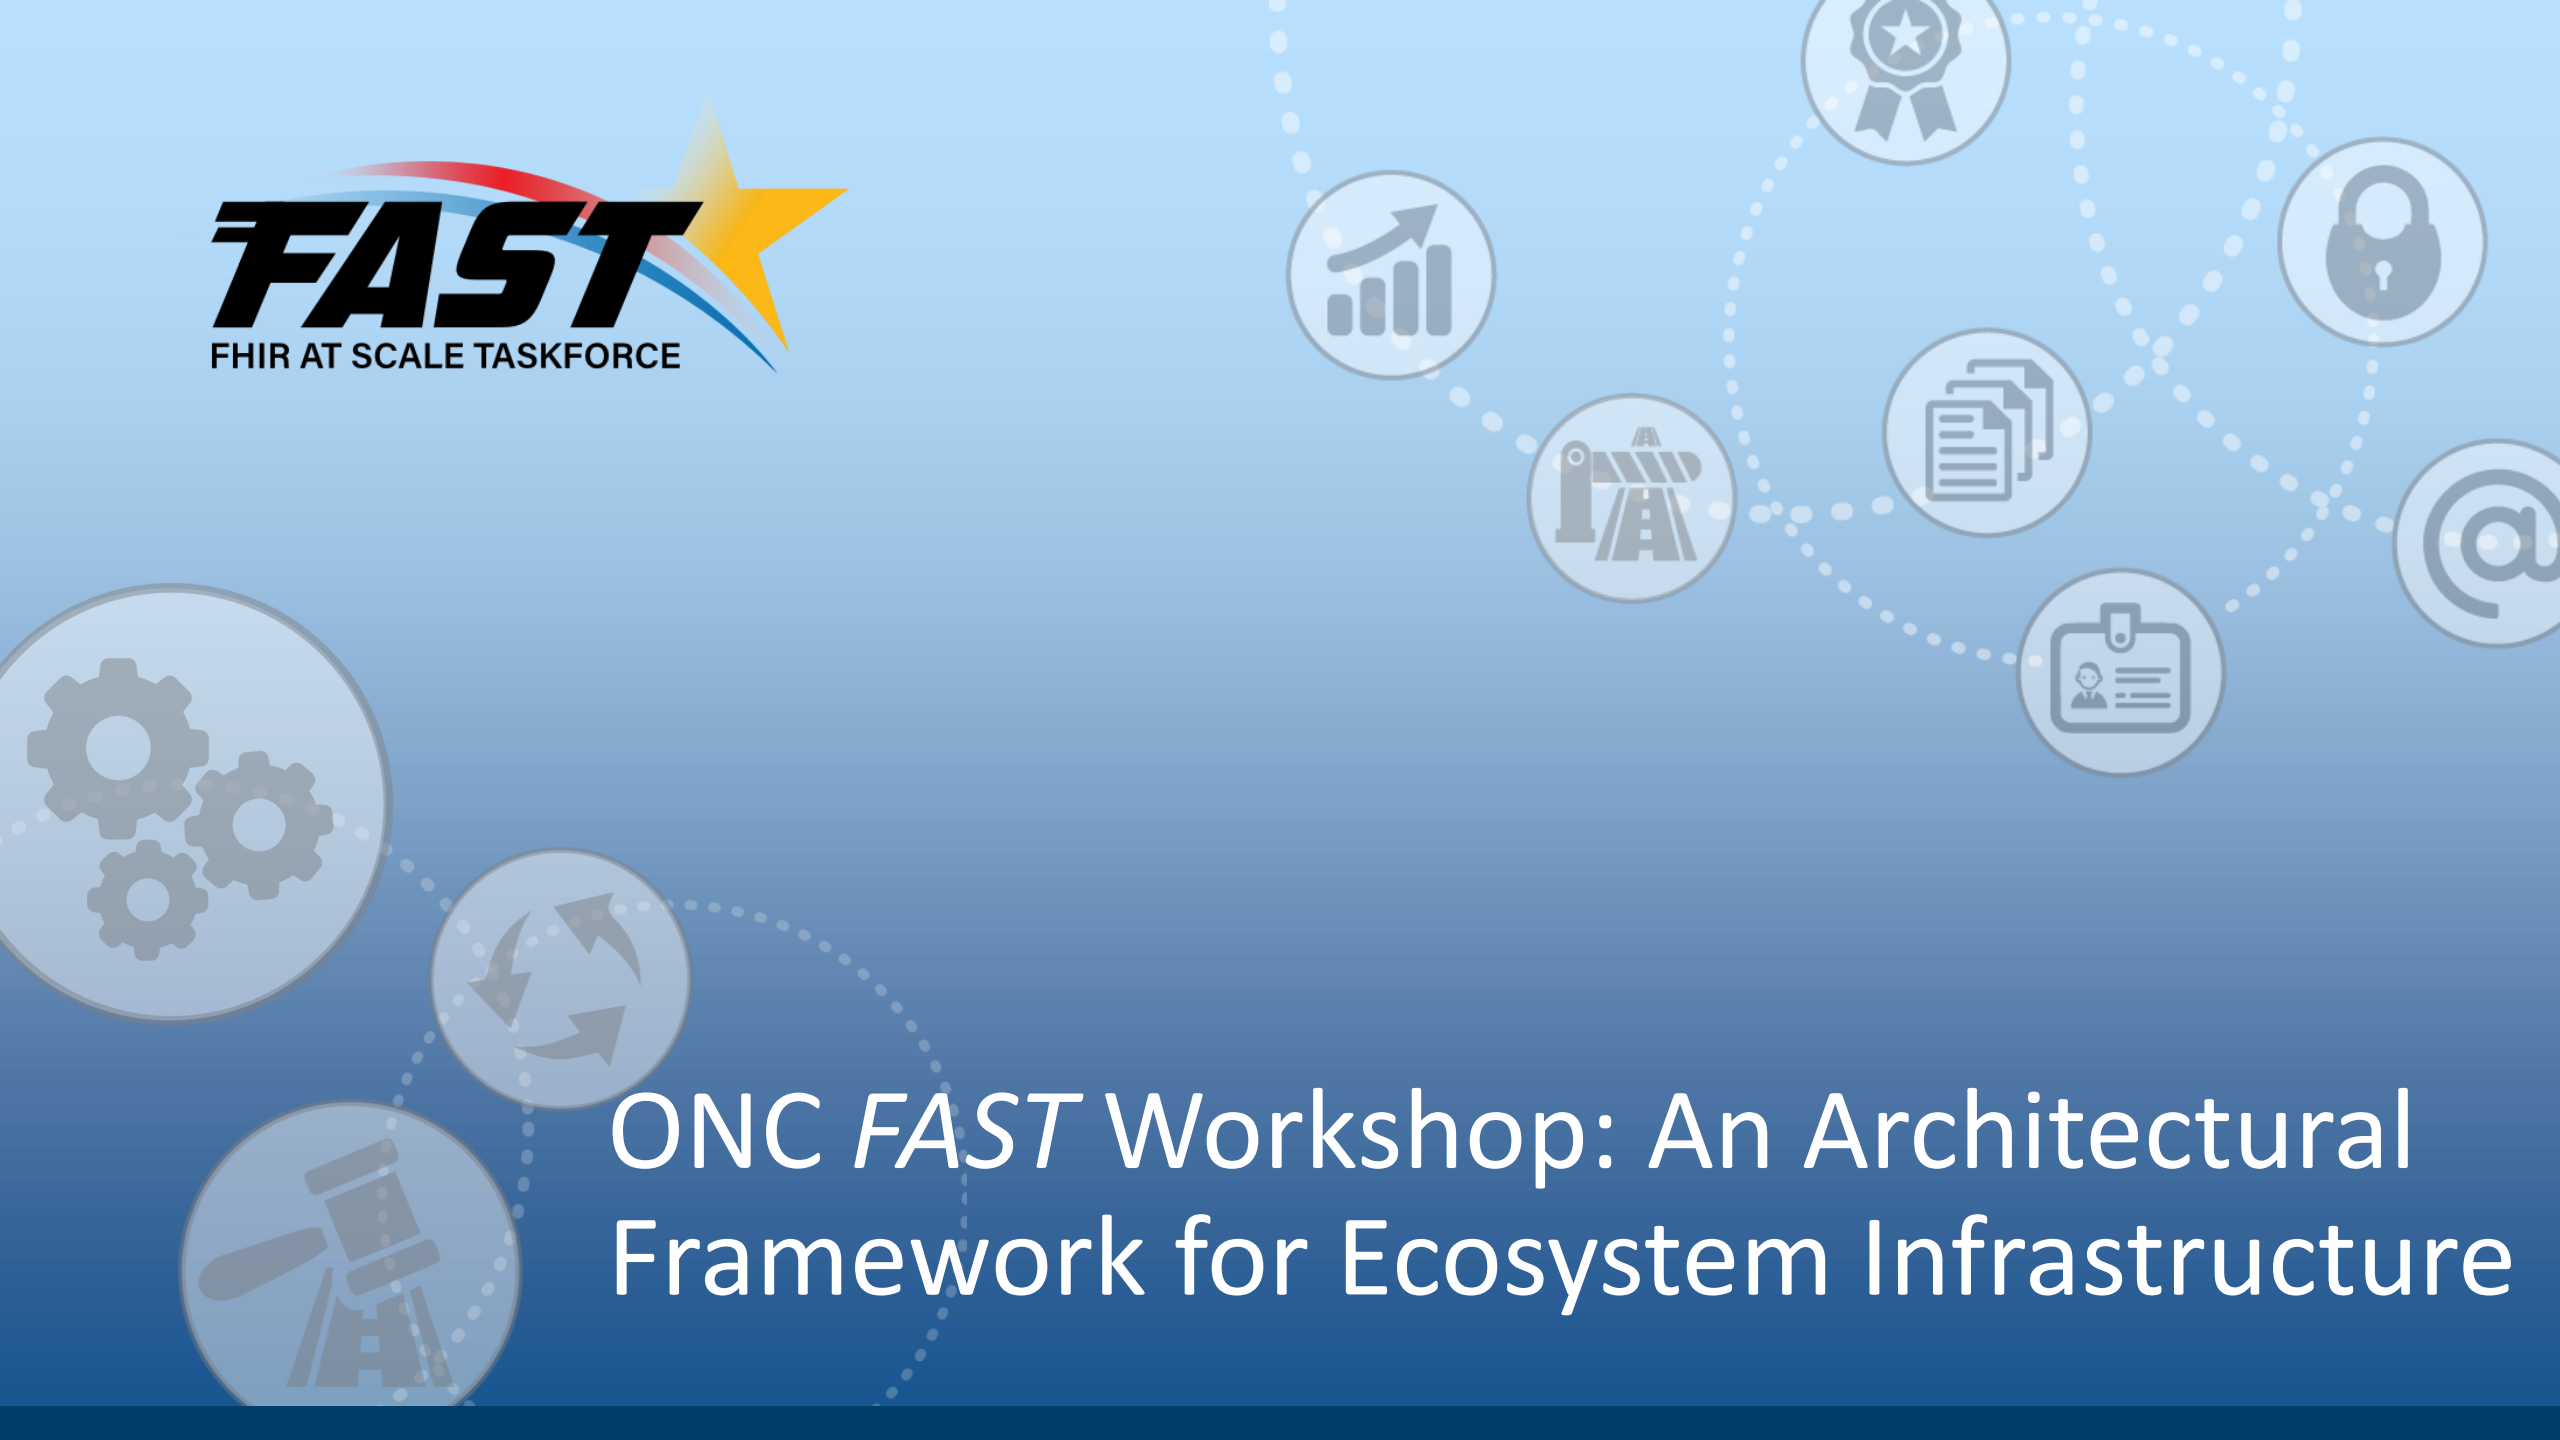 FAST
FHIR AT SCALE TASKFORCE
@
ONC FAST Workshop: An Architectural
Framework for Ecosystem Infrastructure